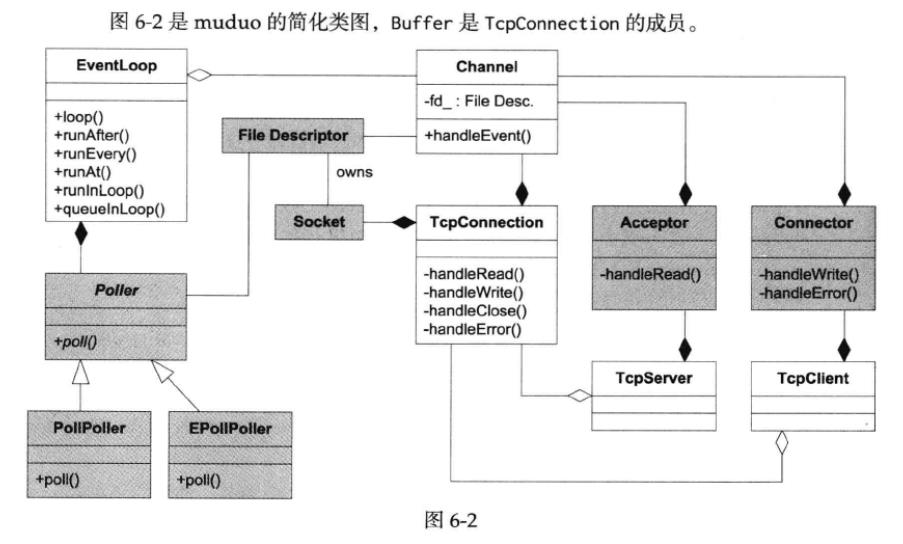 图 6-2 是 muduo 的简化类图，Buffer 是 TcpConnection 的成员。
EventLoop
+loop()
+runAfter()
+runEvery()
+runAt()
+runInLoop()
+queueInLoop()
Channel
-fd_ : File Desc.
+handleEvent()
File Descriptor
owns
Socket
TcpConnection
-handleRead()
-handleWrite()
-handleClose()
-handleError()
Acceptor
-handleRead()
Connector
-handleWrite()
-handleError()
Poller
+poll()
TcpServer
TcpClient
PollPoller
+poll()
EPollPoller
+poll()
图 6-2